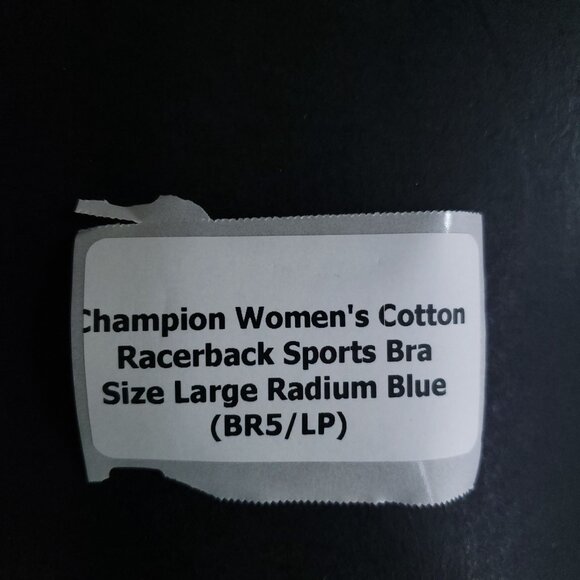 Champion Women's Cotton
Racerback Sports Bra
Size Large Radium Blue
(BR5/LP)